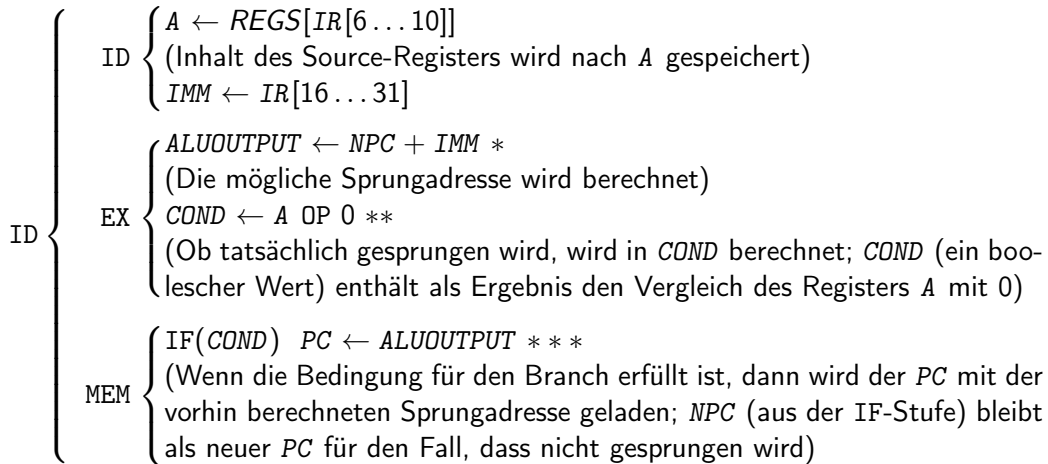 A ← REGS[IR[6...10]]
ID (Inhalt des Source-Registers wird nach A gespeichert)
IMM ← IR[16...31]
ALUOUTPUT ← NPC + IMM ∗
(Die mögliche Sprungadresse wird berechnet)
ID EX COND ← A OP 0 ∗∗
(Ob tatsächlich gesprungen wird, wird in COND berechnet; COND (ein boo-
lescher Wert) enthält als Ergebnis den Vergleich des Registers A mit 0)
IF(COND) PC ← ALUOUTPUT ∗ ∗ ∗
MEM (Wenn die Bedingung für den Branch erfüllt ist, dann wird der PC mit der
vorhin berechneten Sprungadresse geladen; NPC (aus der IF-Stufe) bleibt
als neuer PC für den Fall, dass nicht gesprungen wird)